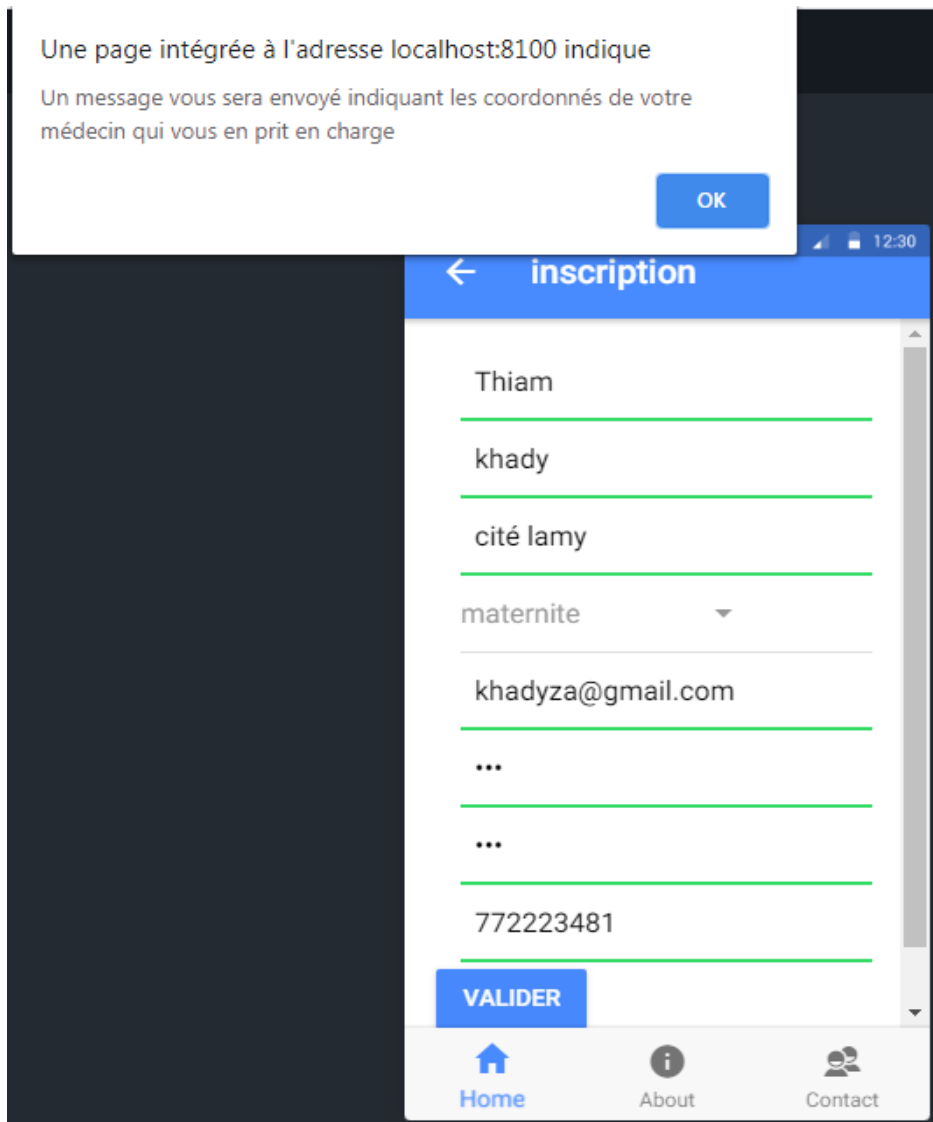 Une page intégrée à l'adresse localhost:8100 indique
Un message vous sera envoyé indiquant les coordonnés de votre
médecin qui vous en prit en charge
OK
12:30
inscription
Thiam
khady
cité lamy
maternite
khadyza@gmail.com
•••
•••
772223481
VALIDER
Home About Contact